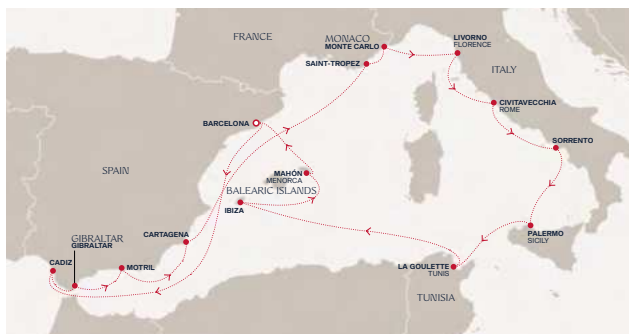 FRANCE
MONACO
MONTE CARLO
SAINT-TROPEZ
LIVORNO
FLORENCE
ITALY
CIVITAVECCHIA
ROME
BARCELONA
SORRENTO
SPAIN
MAHÓN
MENORCA
BALEARIC ISLANDS
IBIZA
PALERMO
SICILY
CARTAGENA
GIBRALTAR
GIBRALTAR
CADIZ
MOTRIL
LA GOULETTE
TUNIS
TUNISIA